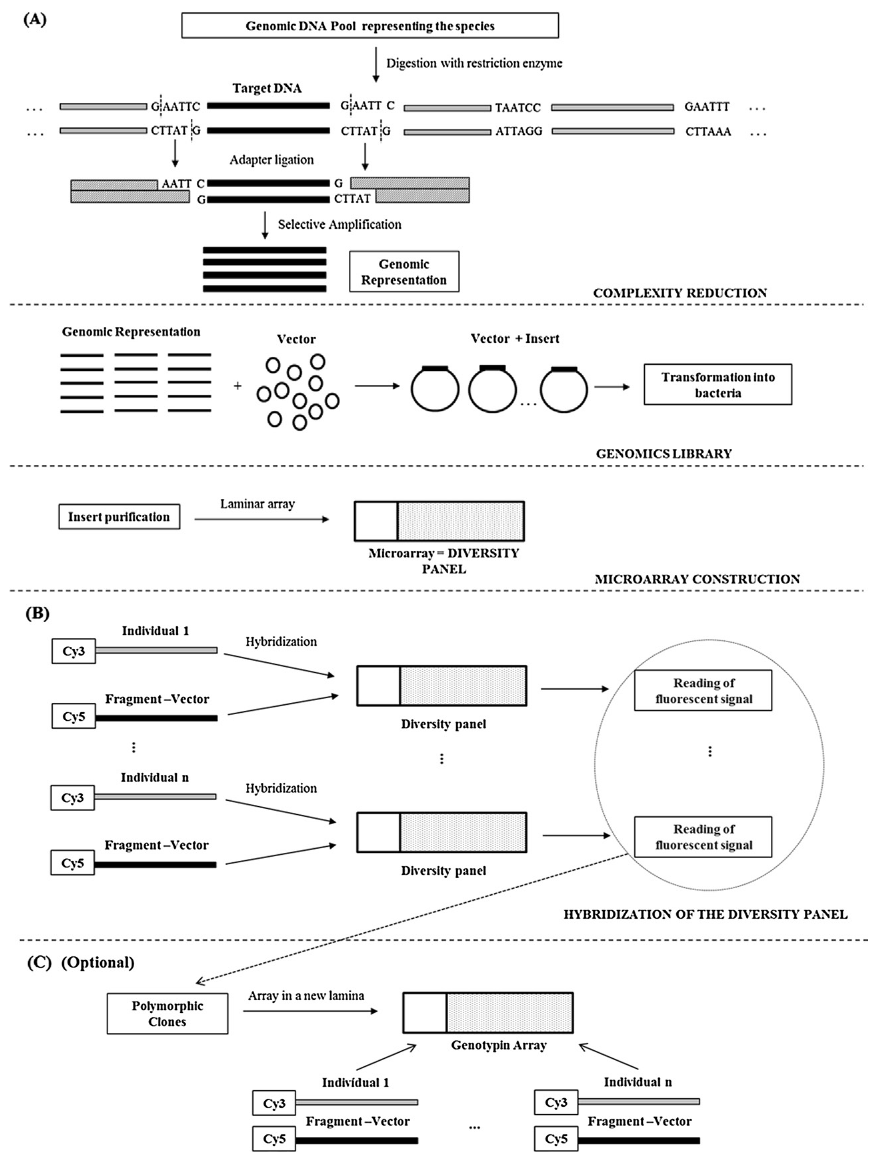 (A)
Genomic DNA Pool representing the species
Digestion with restriction enzyme
Target DNA
... G AATTC G AATT C TAATCC GAATTT ...
... CTTAT G CTTAT G ATTAGG CTTAAA ...
Adapter ligation
AATT C G
G CTTAT
Selective Amplification
Genomic
Representation
COMPLEXITY REDUCTION
Genomic Representation
Vector
Vector + Insert
+
...
Transformation into
bacteria
GENOMICS LIBRARY
Insert purification
Laminar array
Microarray = DIVERSITY
PANEL
MICROARRAY CONSTRUCTION
(B)
Individual 1
Cy3
Hybridization
Fragment –Vector
Cy5
Diversity panel
Reading of
fluorescent signal
...
...
...
Individual n
Cy3
Hybridization
Fragment –Vector
Cy5
Diversity panel
Reading of
fluorescent signal
HYBRIDIZATION OF THE DIVERSITY PANEL
(C) (Optional)
Polymorphic
Clones
Array in a new lamina
Genotypin Array
Individual 1
Cy3
Fragment –Vector
Cy5
...
Individual n
Cy3
Fragment –Vector
Cy5